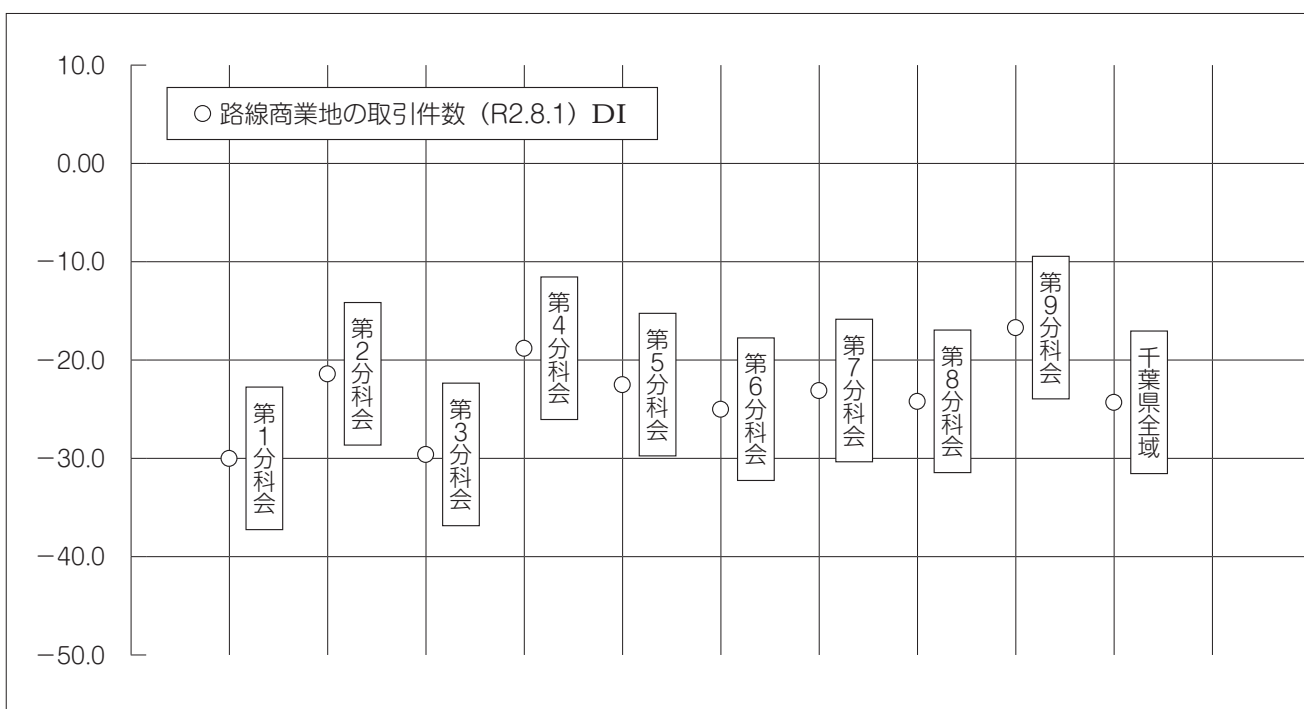 10.0
0.00
－10.0
－20.0
－30.0
－40.0
－50.0
○ 路線商業地の取引件数（R2.8.1）DI
第1分科会
第2分科会
第3分科会
第4分科会
第5分科会
第6分科会
第7分科会
第8分科会
第9分科会
千葉県全域